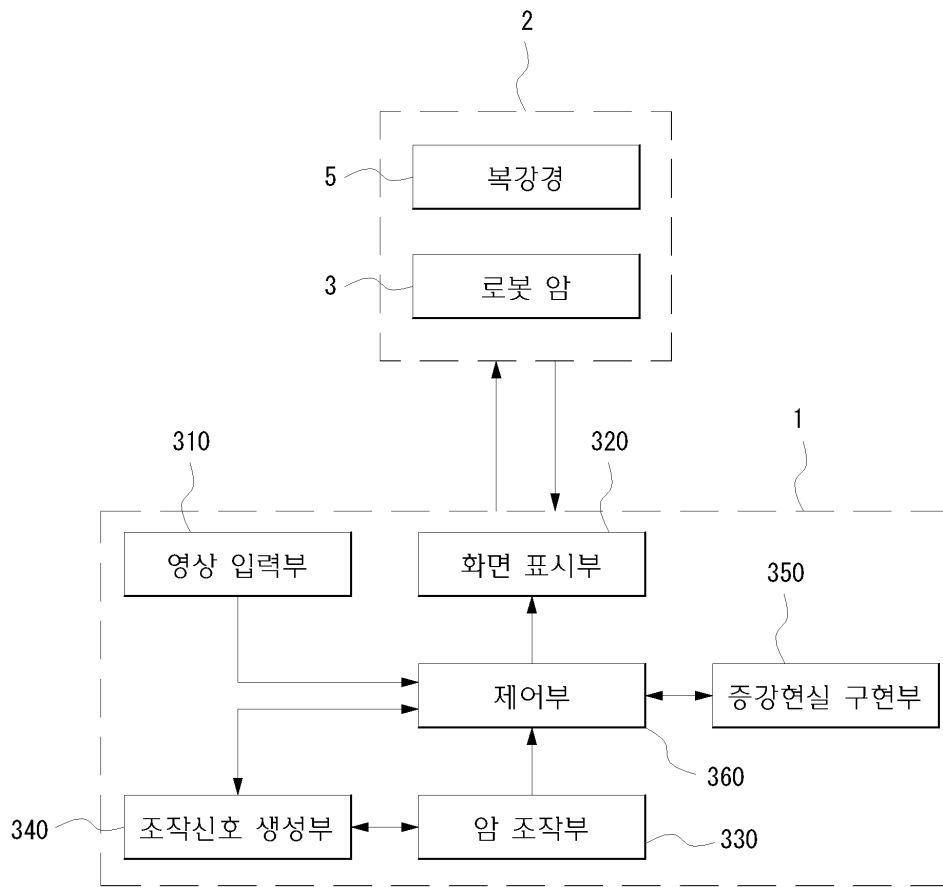 2
5
복강경
3
로봇 암
1
310
320
영상 입력부
화면 표시부
350
제어부
증강현실 구현부
360
340
조작신호 생성부
암 조작부
330